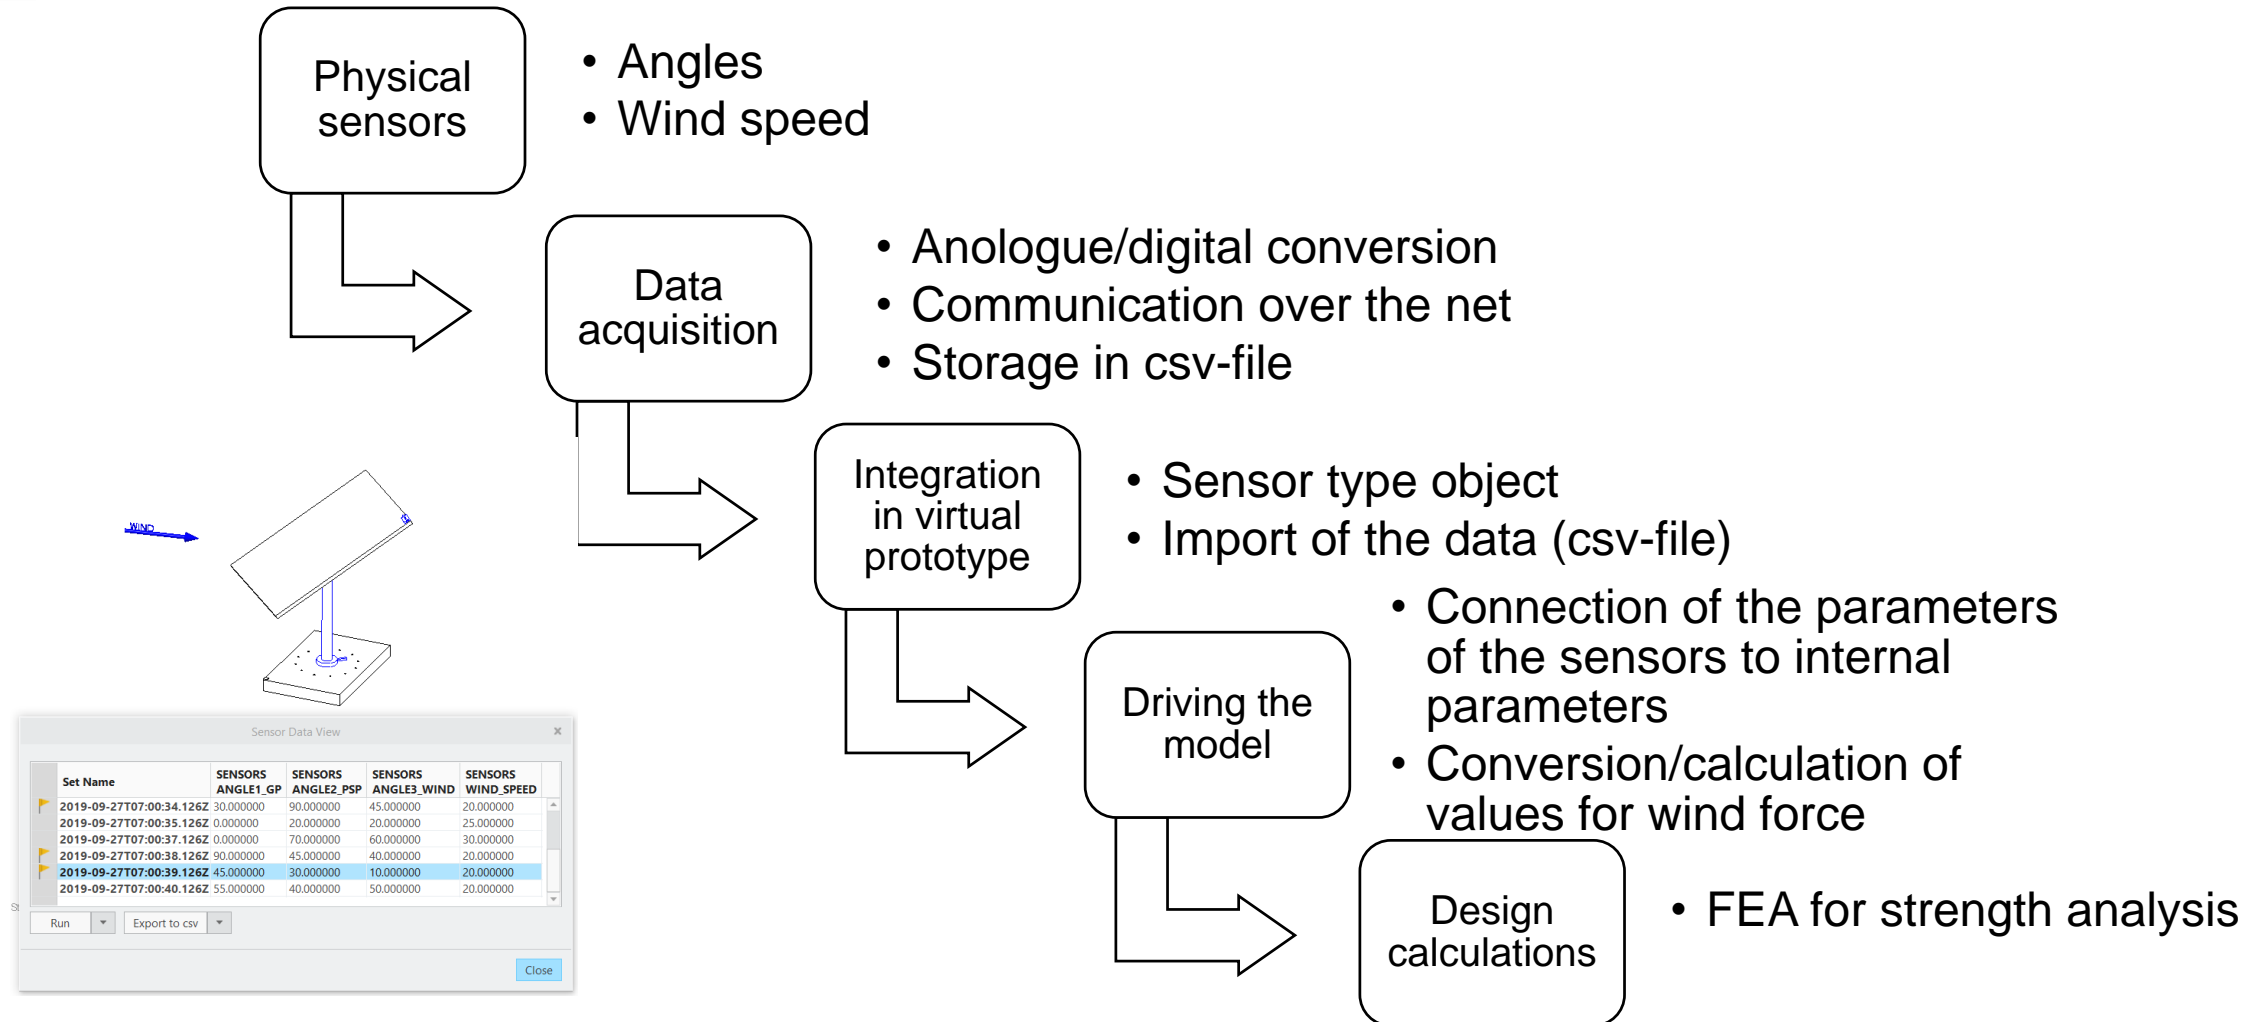 Physical
sensors
• Angles
• Wind speed
Data
acquisition
• Anologue/digital conversion
• Communication over the net
• Storage in csv-file
Integration
in virtual
prototype
• Sensor type object
• Import of the data (csv-file)
Driving the
model
• Connection of the parameters
of the sensors to internal
parameters
• Conversion/calculation of
values for wind force
Design
calculations
• FEA for strength analysis
WIND
Sensor Data View
Set Name SENSORS ANGLE1_GP SENSORS ANGLE2_PSP SENSORS ANGLE3_WIND SENSORS WIND_SPEED
2019-09-27T07:00:34.126Z 30.000000 90.000000 45.000000 20.000000
2019-09-27T07:00:35.126Z 0.000000 20.000000 20.000000 25.000000
2019-09-27T07:00:37.126Z 0.000000 70.000000 60.000000 30.000000
2019-09-27T07:00:38.126Z 90.000000 45.000000 40.000000 20.000000
2019-09-27T07:00:39.126Z 45.000000 30.000000 10.000000 20.000000
2019-09-27T07:00:40.126Z 55.000000 40.000000 50.000000 20.000000
Run Export to csv
Close